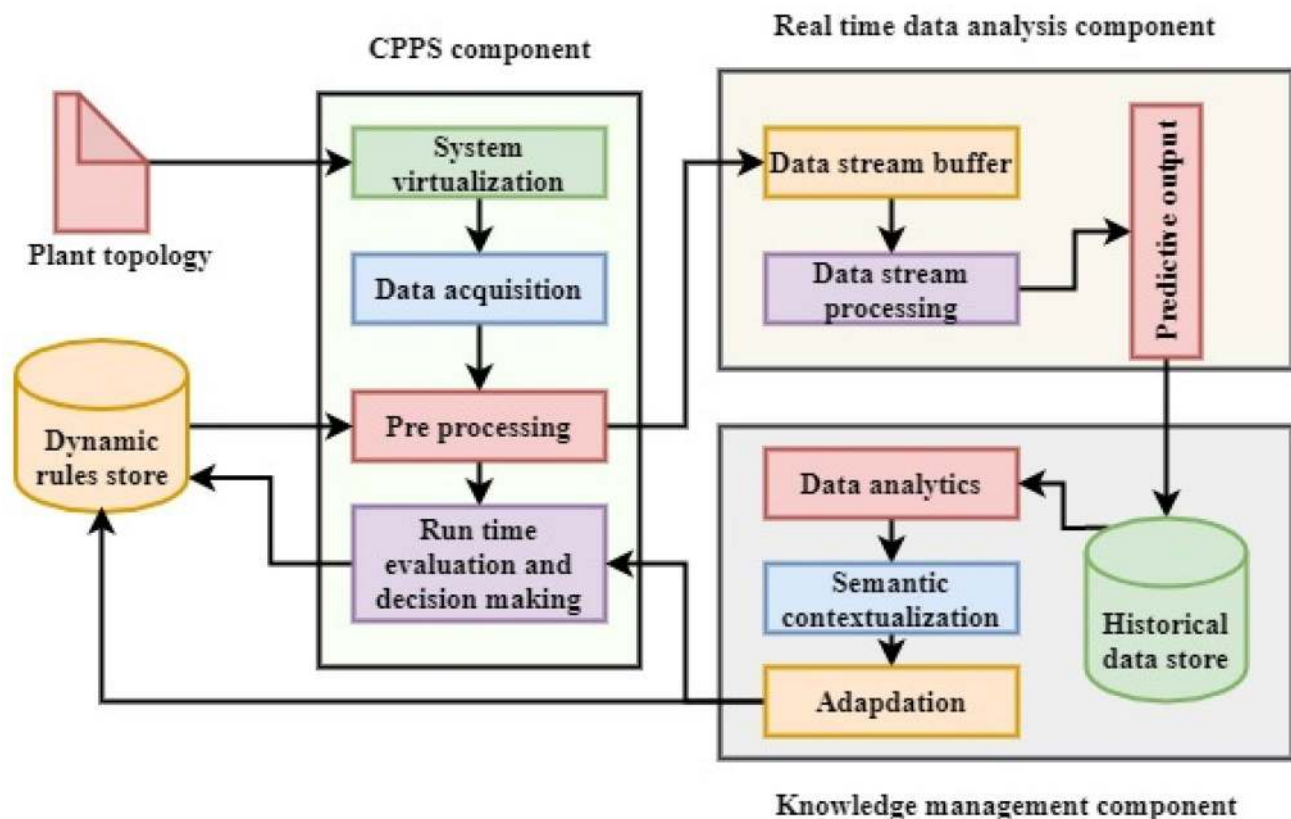 Real time data analysis component
CPPS component
Plant topology
System
virtualization
Data acquisition
Pre processing
Run time
evaluation and
decision making
Dynamic
rules store
Data stream buffer
Data stream
processing
Predictive output
Data analytics
Semantic
contextualization
Adapdation
Historical
data store
Knowledge management component